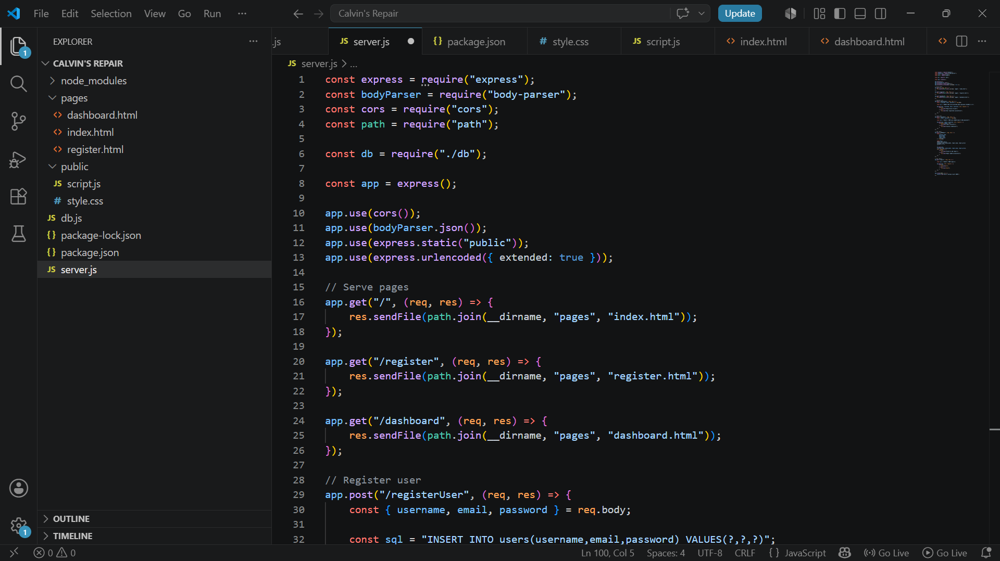 File Edit Selection View Go Run ...
Calvin's Repair
Update
EXPLORER
1
CALVIN'S REPAIR
node_modules
pages
dashboard.html
index.html
register.html
public
JS script.js
# style.css
JS db.js
{} package-lock.json
{} package.json
JS server.js
OUTLINE
TIMELINE
1
.js
JS server.js
{} package.json
# style.css
JS script.js
<> index.html
<> dashboard.html
JS server.js > ...
1 const express = require("express");
2 const bodyParser = require("body-parser");
3 const cors = require("cors");
4 const path = require("path");
5
6 const db = require("./db");
7
8 const app = express();
9
10 app.use(cors());
11 app.use(bodyParser.json());
12 app.use(express.static("public"));
13 app.use(express.urlencoded({ extended: true }));
14
15 // Serve pages
16 app.get("/", (req, res) => {
17 res.sendFile(path.join(__dirname, "pages", "index.html"));
18 });
19
20 app.get("/register", (req, res) => {
21 res.sendFile(path.join(__dirname, "pages", "register.html"));
22 });
23
24 app.get("/dashboard", (req, res) => {
25 res.sendFile(path.join(__dirname, "pages", "dashboard.html"));
26 });
27
28 // Register user
29 app.post("/registerUser", (req, res) => {
30 const { username, email, password } = req.body;
31
32 const sql = "INSERT INTO users(username,email,password) VALUES(?,?,?)";
0 0
Ln 100, Col 5
Spaces: 4
UTF-8
CRLF
{ } JavaScript
Go Live
Go Live